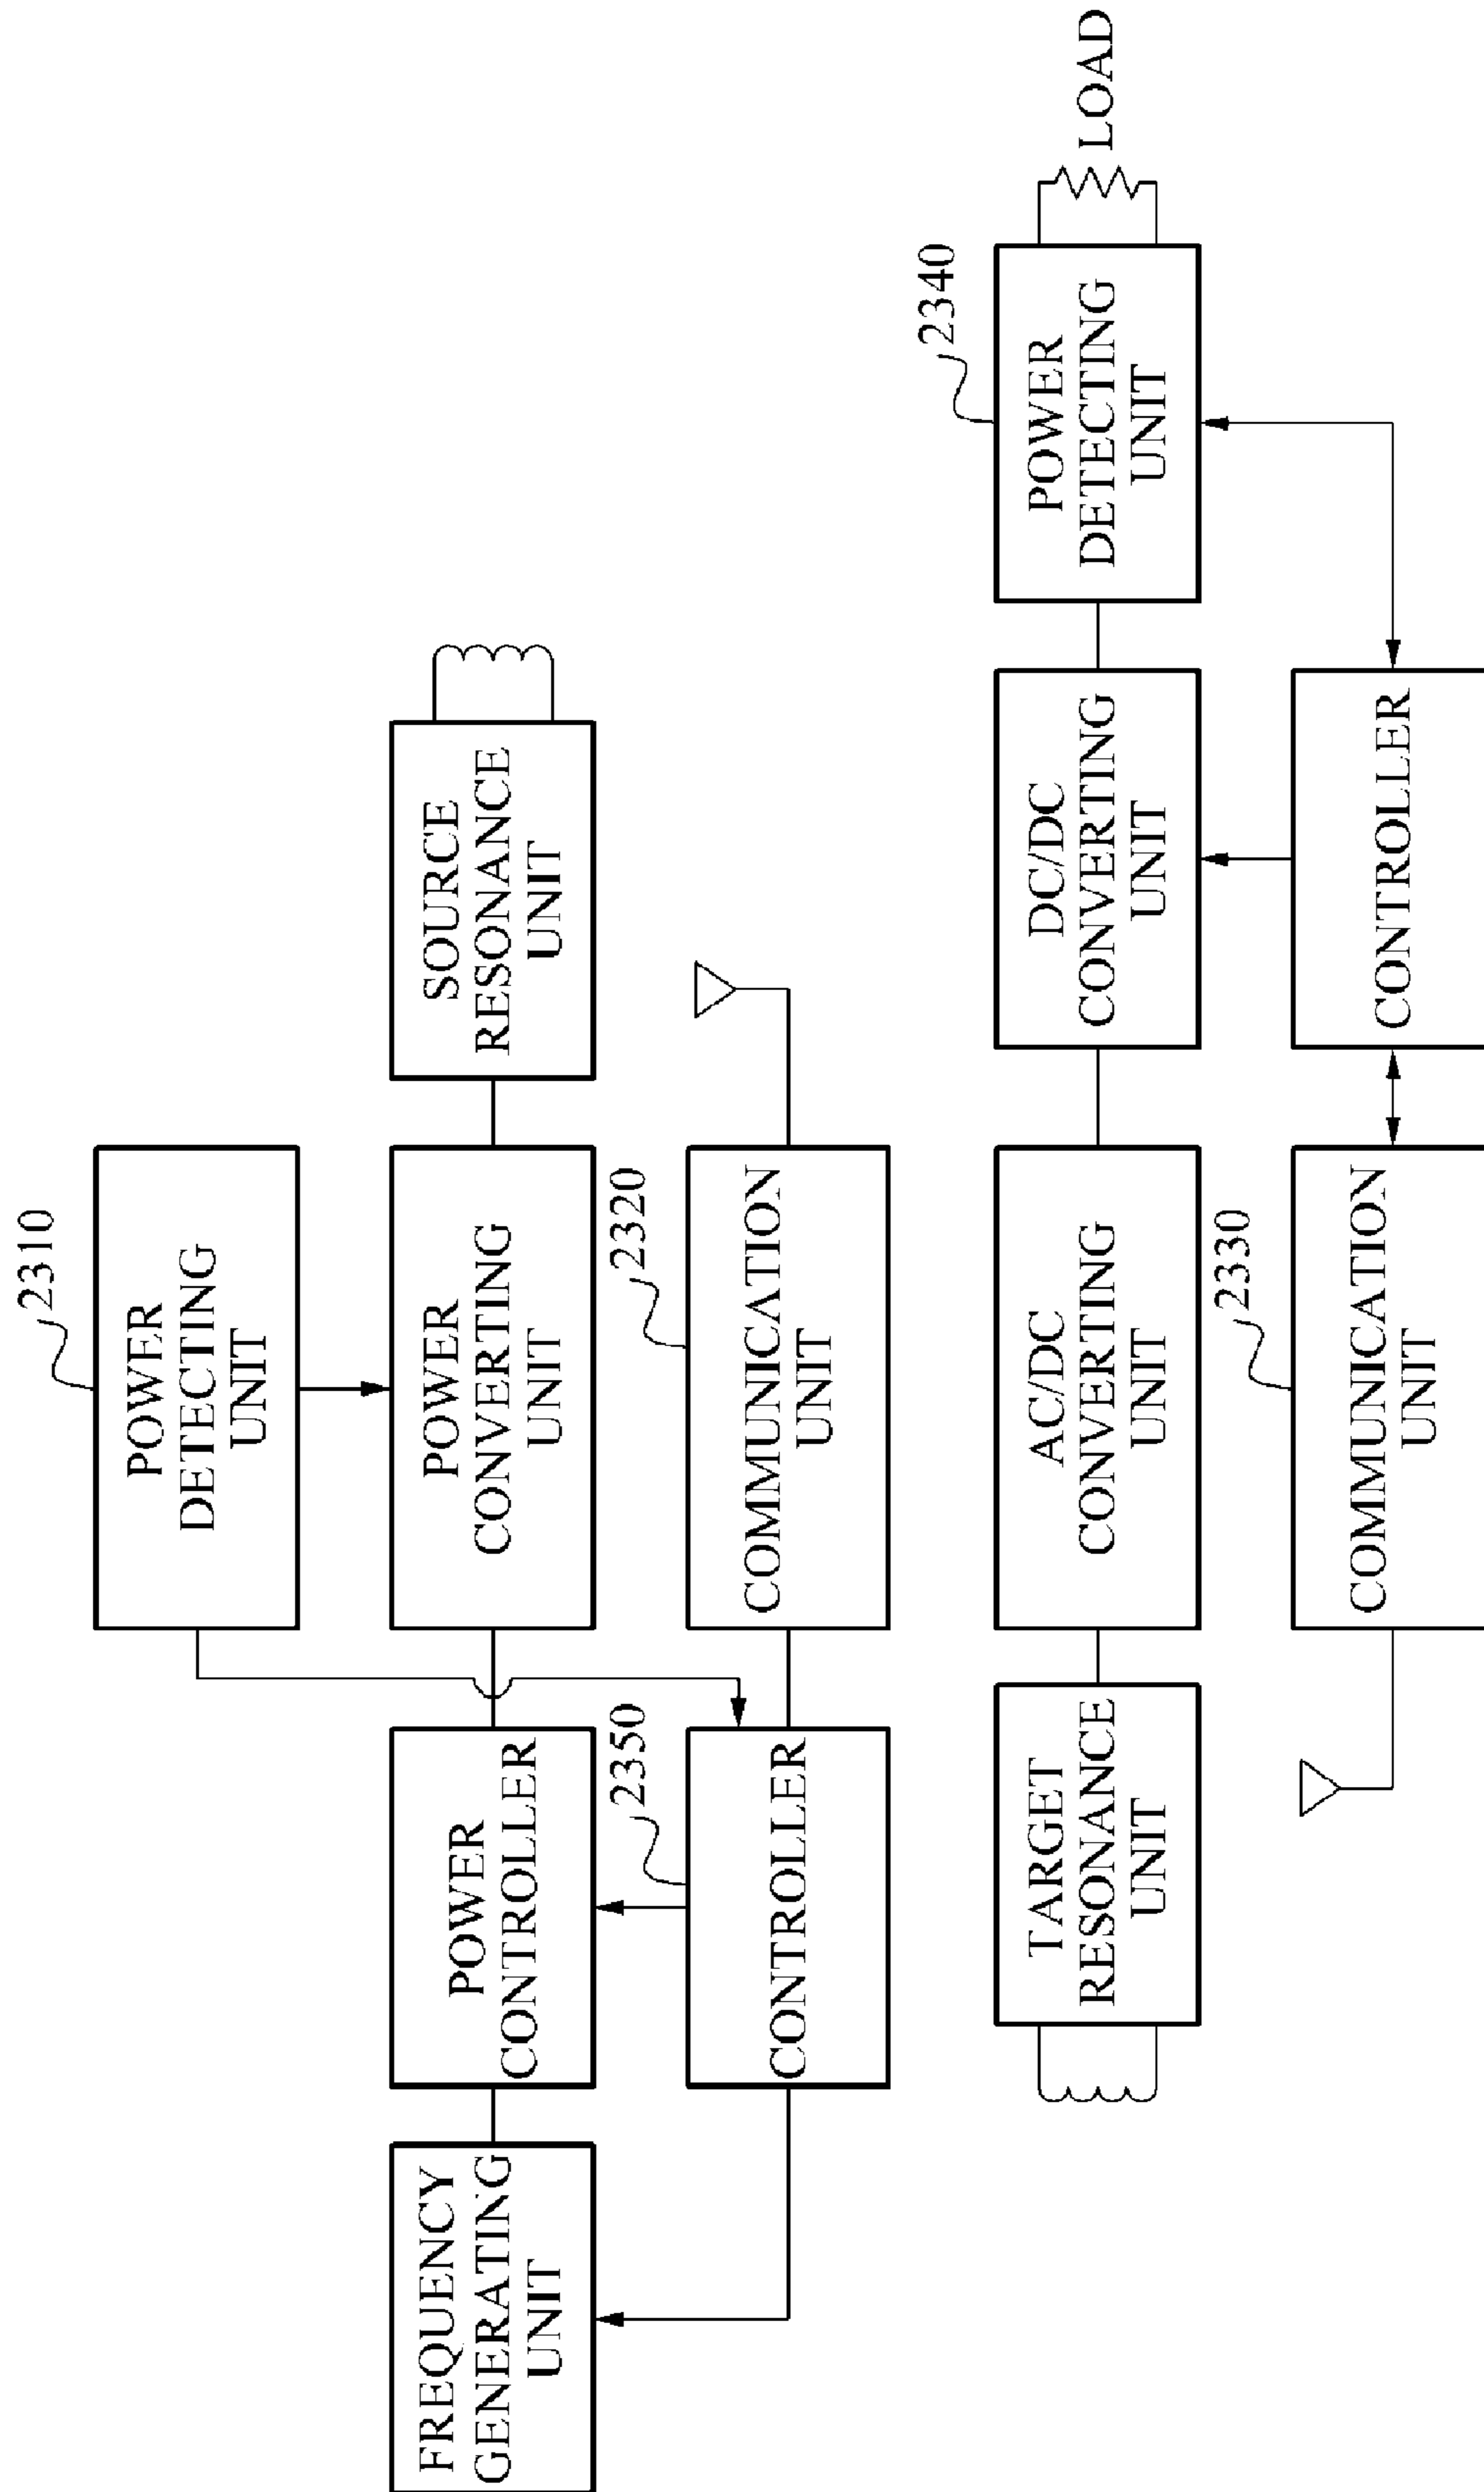 2310
POWER
DETECTING
UNIT
FREQUENCY
GENERATING
UNIT
POWER
CONTROLLER
POWER
CONVERTING
UNIT
SOURCE
RESONANCE
UNIT
2350
CONTROLLER
2320
COMMUNICATION
UNIT
TARGET
RESONANCE
UNIT
AC/DC
CONVERTING
UNIT
DC/DC
CONVERTING
UNIT
2340
POWER
DETECTING
UNIT
LOAD
2330
COMMUNICATION
UNIT
CONTROLLER